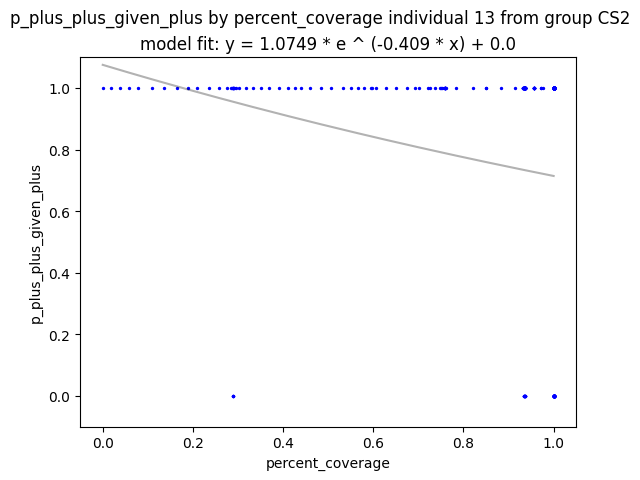 p_plus_plus_given_plus by percent_coverage individual 13 from group CS2
model fit: y = 1.0749 * e ^ (-0.409 * x) + 0.0
p_plus_plus_given_plus
1.0
0.8
0.6
0.4
0.2
0.0
0.0 0.2 0.4 0.6 0.8 1.0
percent_coverage